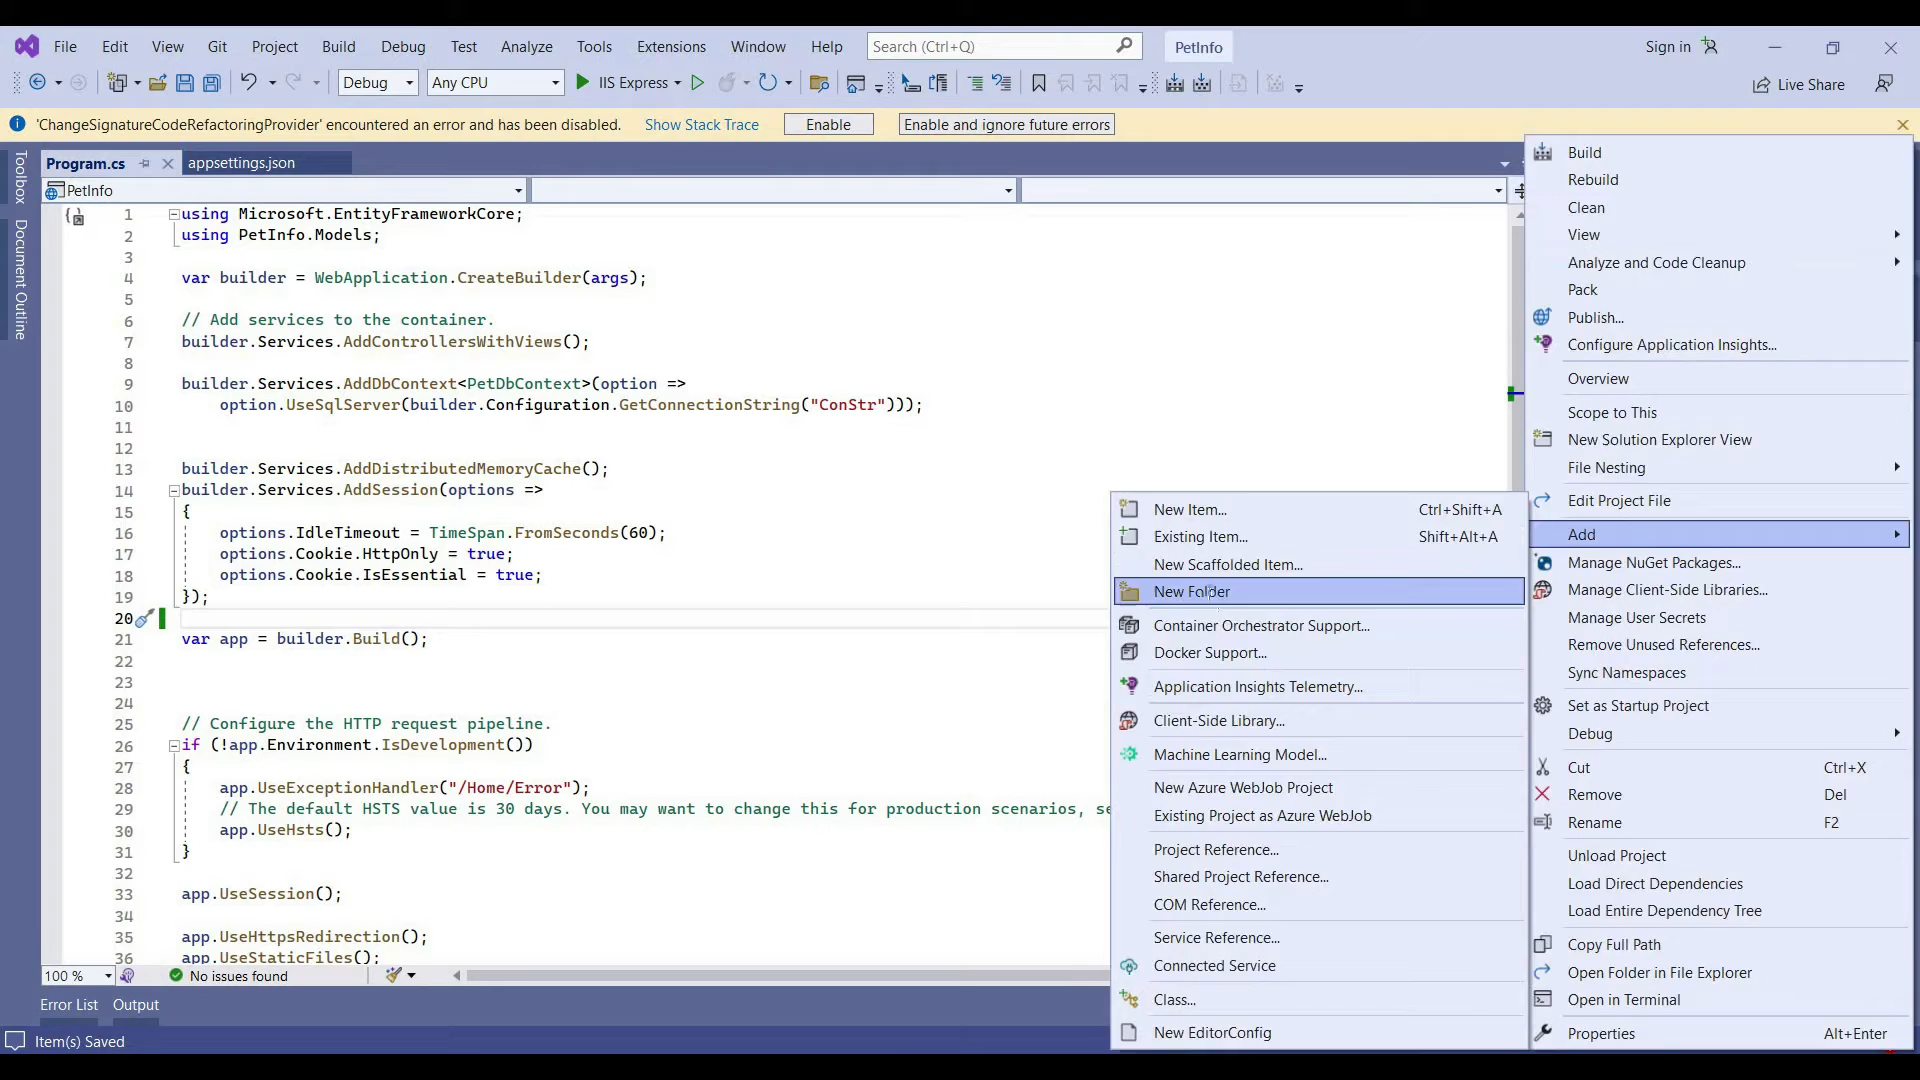 File Edit View Git Project Build Debug Test Analyze Tools Extensions Window Help Search (Ctrl+Q) PetInfo Sign in
Debug Any CPU IIS Express Live Share
'ChangeSignatureCodeRefactoringProvider' encountered an error and has been disabled. Show Stack Trace Enable Enable and ignore future errors
Toolbox
Document Outline
Program.cs appsettings.json
PetInfo
1 using Microsoft.EntityFrameworkCore;
2 using PetInfo.Models;
3
4 var builder = WebApplication.CreateBuilder(args);
5
6 // Add services to the container.
7 builder.Services.AddControllersWithViews();
8
9 builder.Services.AddDbContext<PetDbContext>(option =>
10 option.UseSqlServer(builder.Configuration.GetConnectionString("ConStr")));
11
12
13 builder.Services.AddDistributedMemoryCache();
14 builder.Services.AddSession(options =>
15 {
16 options.IdleTimeout = TimeSpan.FromSeconds(60);
17 options.Cookie.HttpOnly = true;
18 options.Cookie.IsEssential = true;
19 });
20
21 var app = builder.Build();
22
23
24
25 // Configure the HTTP request pipeline.
26 if (!app.Environment.IsDevelopment())
27 {
28 app.UseExceptionHandler("/Home/Error");
29 // The default HSTS value is 30 days. You may want to change this for production scenarios, se
30 app.UseHsts();
31 }
32
33 app.UseSession();
34
35 app.UseHttpsRedirection();
36 app.UseStaticFiles();
100 % No issues found
Error List Output
Item(s) Saved
New Item... Ctrl+Shift+A
Existing Item... Shift+Alt+A
New Scaffolded Item...
New Folder
Container Orchestrator Support...
Docker Support...
Application Insights Telemetry...
Client-Side Library...
Machine Learning Model...
New Azure WebJob Project
Existing Project as Azure WebJob
Project Reference...
Shared Project Reference...
COM Reference...
Service Reference...
Connected Service
Class...
New EditorConfig
Build
Rebuild
Clean
View
Analyze and Code Cleanup
Pack
Publish...
Configure Application Insights...
Overview
Scope to This
New Solution Explorer View
File Nesting
Edit Project File
Add
Manage NuGet Packages...
Manage Client-Side Libraries...
Manage User Secrets
Remove Unused References...
Sync Namespaces
Set as Startup Project
Debug
Cut Ctrl+X
Remove Del
Rename F2
Unload Project
Load Direct Dependencies
Load Entire Dependency Tree
Copy Full Path
Open Folder in File Explorer
Open in Terminal
Properties Alt+Enter